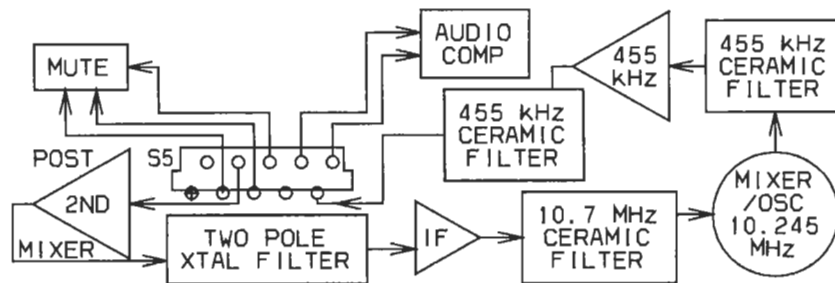 MUTE
AUDIO
COMP
455
kHz
455 kHz
CERAMIC
FILTER
455 kHz
CERAMIC
FILTER
POST
S5
2ND
MIXER
TWO POLE
XTAL FILTER
IF
10.7 MHz
CERAMIC
FILTER
MIXER
/OSC
10.245
MHz